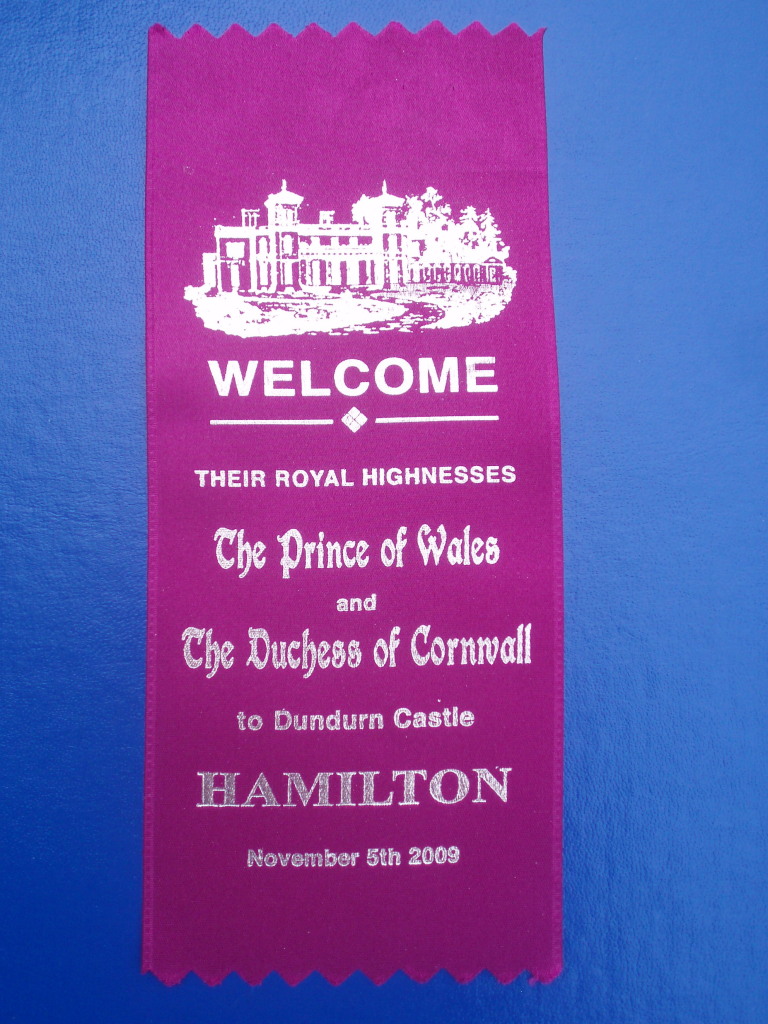 WELCOME
THEIR ROYAL HIGHNESSES
The Prince of Wales
and
The Duchess of Cornwall
to Dundurn Castle
HAMILTON
November 5th 2009